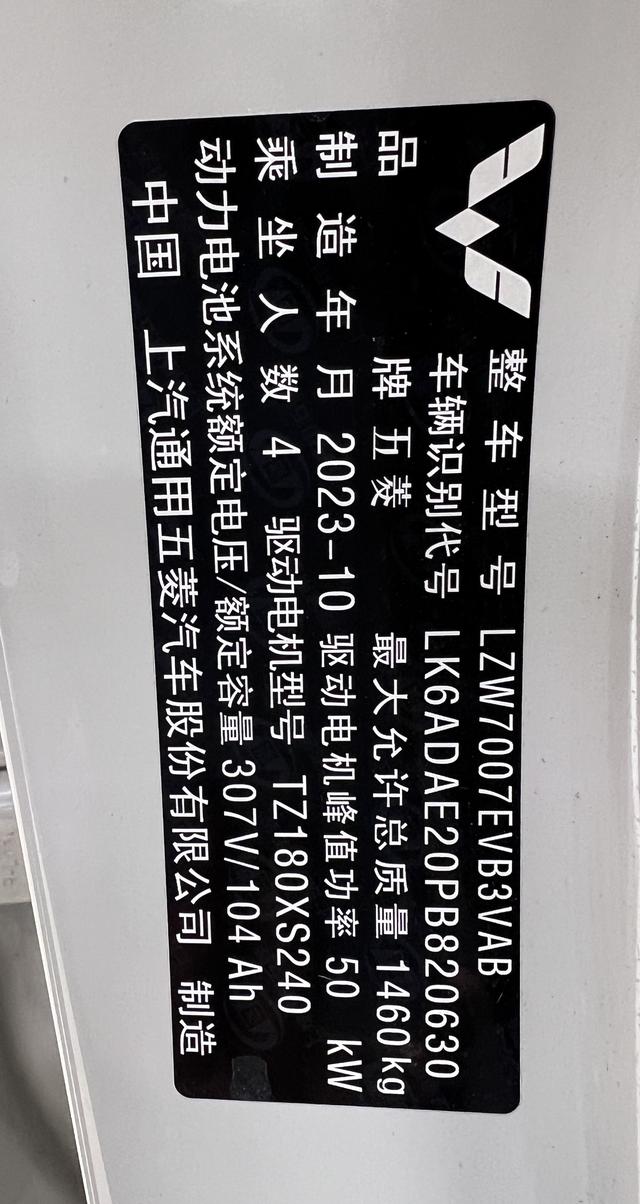 整车型号 LZW7007EVB3VAB
车辆识别代号 LK6ADAE20PB820630
品牌 五菱 最大允许总质量 1460kg
制造年月 2023-10 驱动电机峰值功率 50 kW
乘坐人数 4 驱动电机型号 TZ180XS240
动力电池系统额定电压/额定容量 307V/104Ah
中国 上汽通用五菱汽车股份有限公司 制造